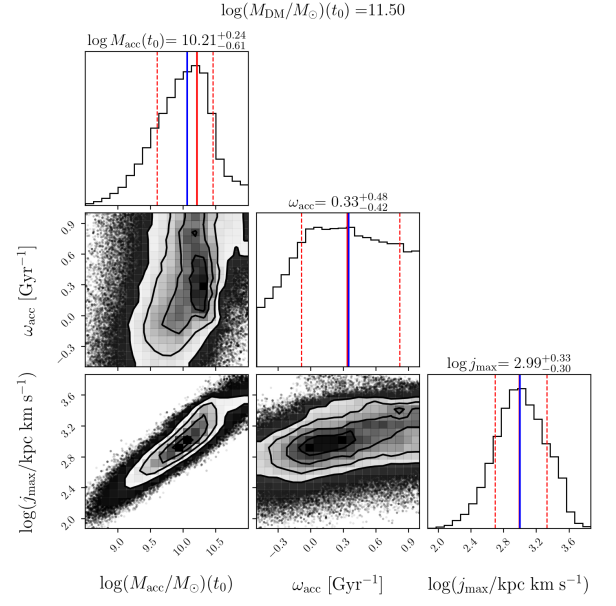 log(M_DM/M_⊙)(t_0) =11.50
log M_acc(t_0)= 10.21^{+0.24}_{−0.61}
ω_acc= 0.33^{+0.48}_{−0.42}
0.9
0.6
0.3
0.0
−0.3
ω_acc [Gyr^{−1}]
log j_max= 2.99^{+0.33}_{−0.30}
3.6
3.2
2.8
2.4
2.0
log(j_max/kpc km s^{−1})
9.0 9.5 10.0 10.5
−0.3 0.0 0.3 0.6 0.9
2.0 2.4 2.8 3.2 3.6
log(M_acc/M_⊙)(t_0) ω_acc [Gyr^{−1}] log(j_max/kpc km s^{−1})